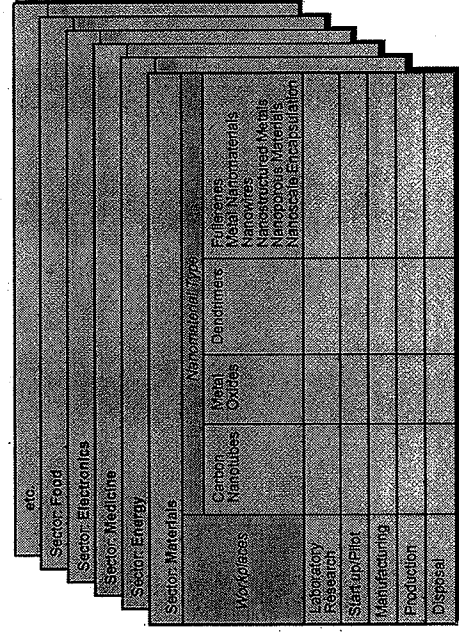 etc.
Sector: Food
Sector: Electronics
Sector: Medicine
Sector: Energy
Sector: Materials
Workplaces
Nanomaterial Type
Carbon
Nanotubes
Metal
Oxides
Dendrimers
Fullerenes
Metal Nanomaterials
Nanowires
Nanostructured Metals
Nanoporous Materials
Nanoscale Encapsulation
Laboratory
Research
Start up/Pilot
Manufacturing
Production
Disposal